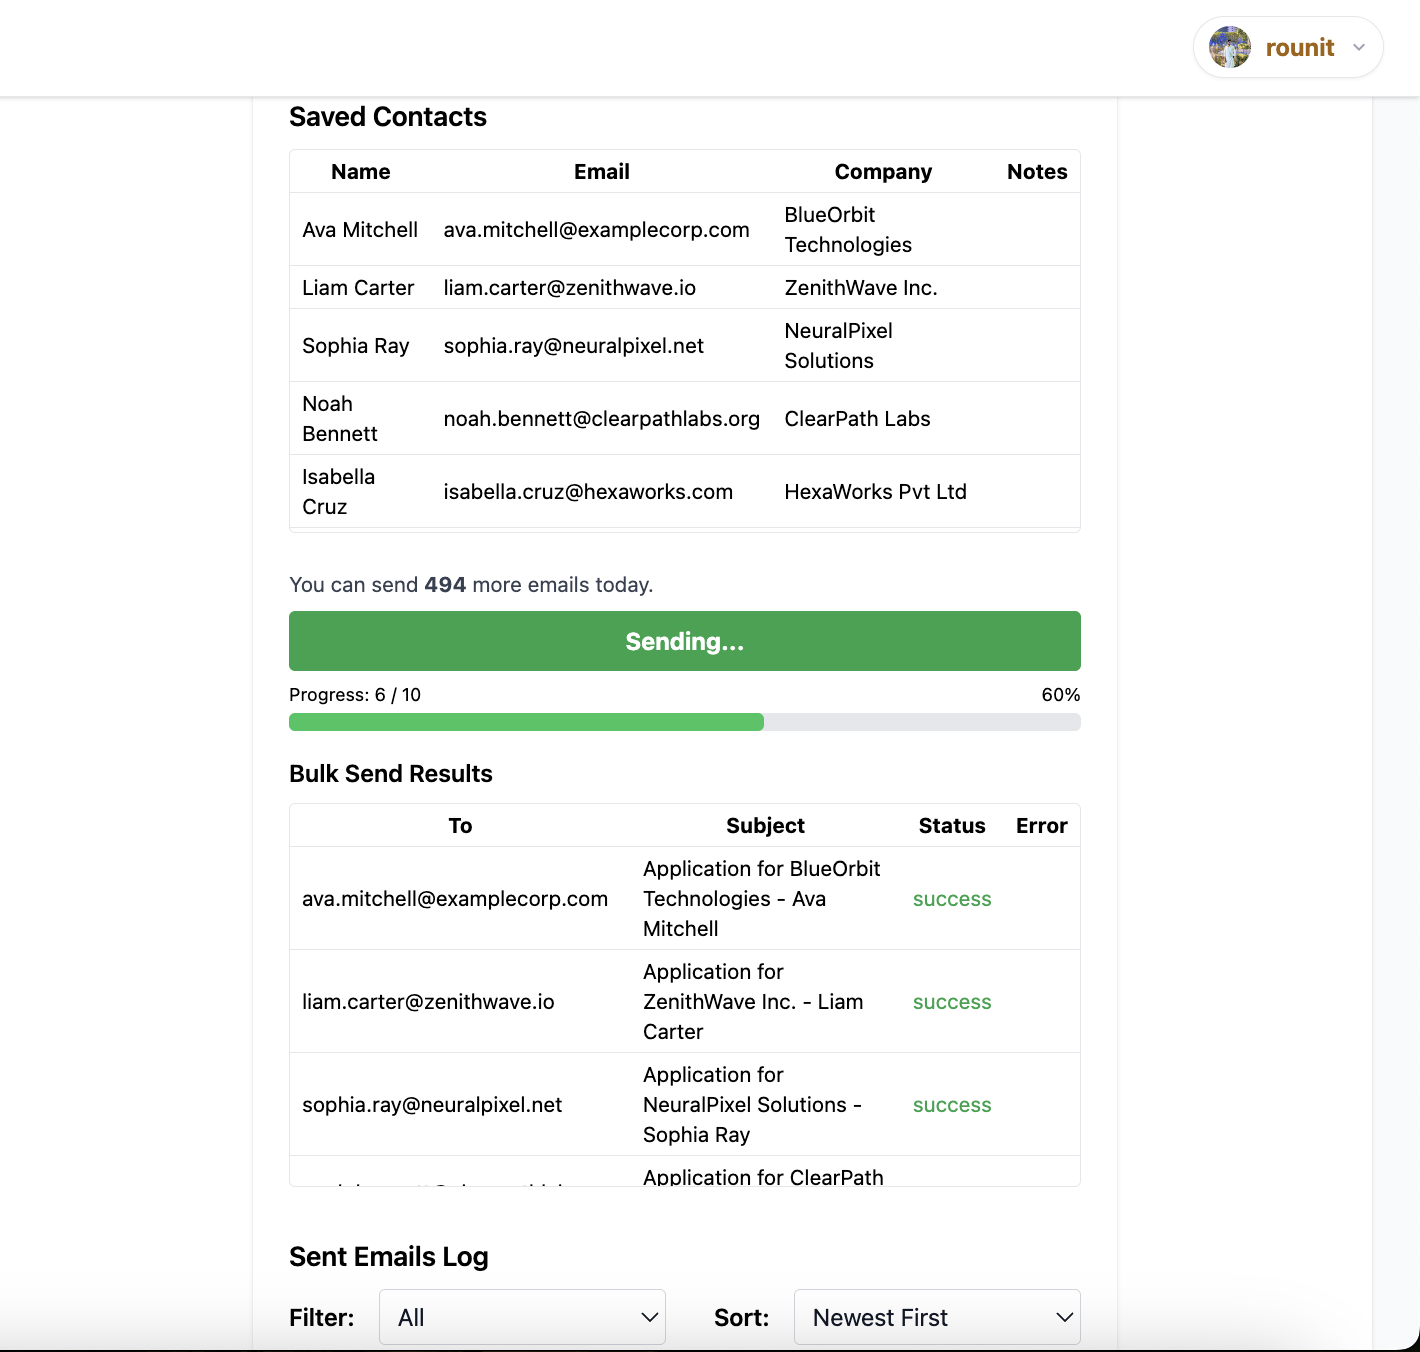 rounit
Saved Contacts
Name Email Company Notes
Ava Mitchell ava.mitchell@examplecorp.com BlueOrbit
Technologies
Liam Carter liam.carter@zenithwave.io ZenithWave Inc.
Sophia Ray sophia.ray@neuralpixel.net NeuralPixel
Solutions
Noah
Bennett noah.bennett@clearpathlabs.org ClearPath Labs
Isabella
Cruz isabella.cruz@hexaworks.com HexaWorks Pvt Ltd
You can send 494 more emails today.
Sending...
Progress: 6 / 10 60%
Bulk Send Results
To Subject Status Error
ava.mitchell@examplecorp.com Application for BlueOrbit
Technologies - Ava success
Mitchell
liam.carter@zenithwave.io Application for
ZenithWave Inc. - Liam success
Carter
sophia.ray@neuralpixel.net Application for
NeuralPixel Solutions - success
Sophia Ray
Application for ClearPath
Sent Emails Log
Filter: All Sort: Newest First